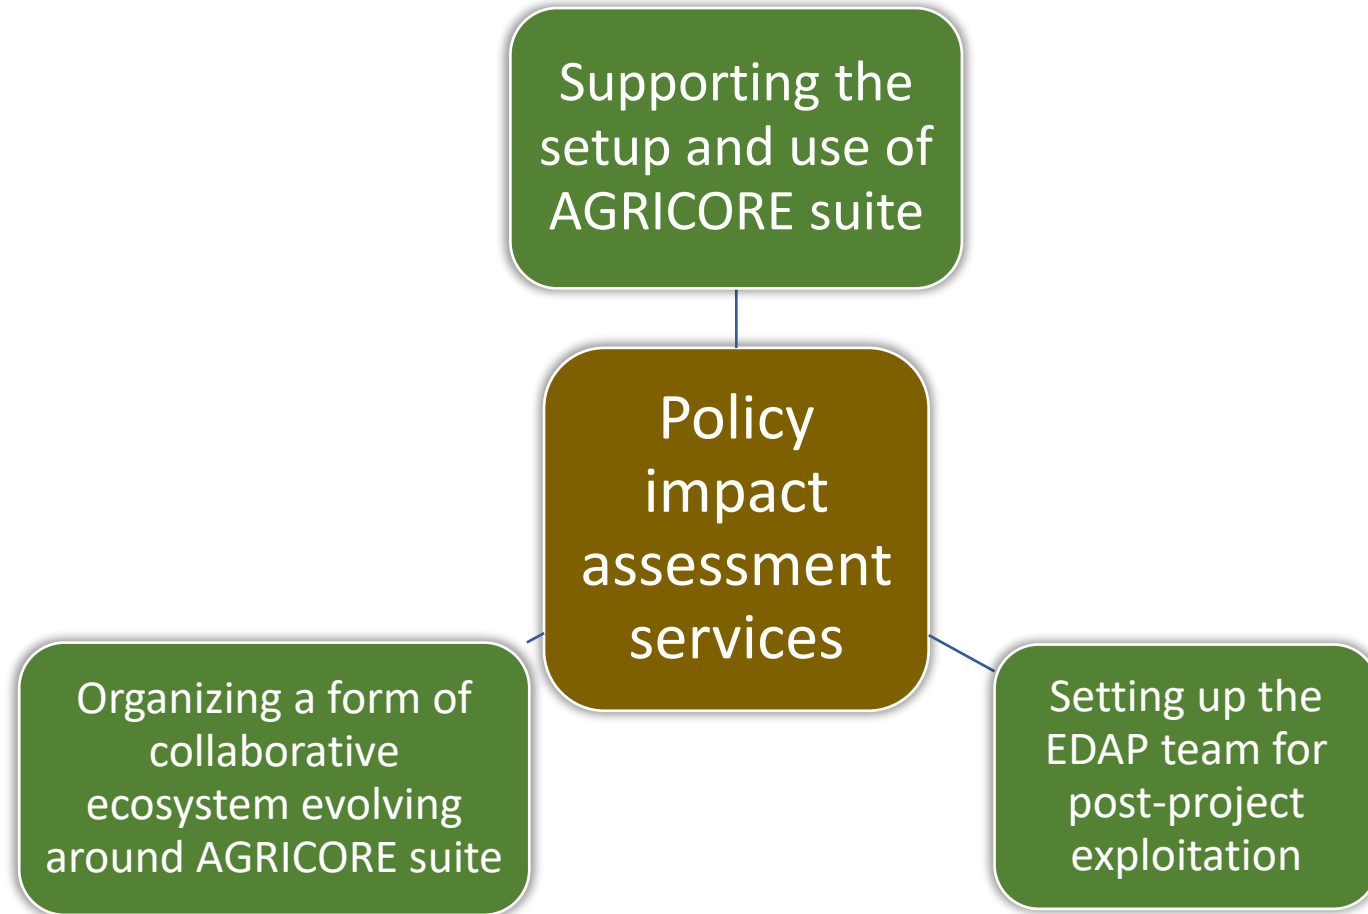 Supporting the
setup and use of
AGRICORE suite
Policy
impact
assessment
services
Organizing a form of
collaborative
ecosystem evolving
around AGRICORE suite
Setting up the
EDAP team for
post-project
exploitation